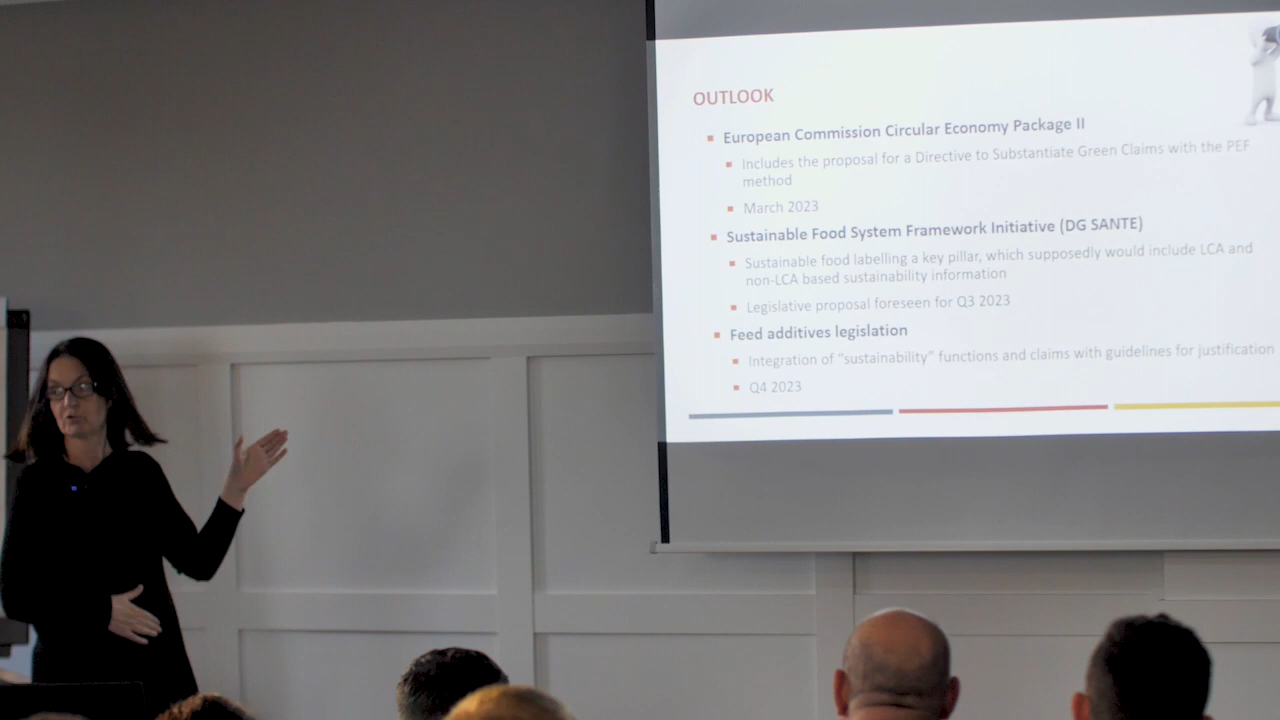 OUTLOOK
European Commission Circular Economy Package II
Includes the proposal for a Directive to Substantiate Green Claims with the PEF
method
March 2023
Sustainable Food System Framework Initiative (DG SANTE)
Sustainable food labelling a key pillar, which supposedly would include LCA and
non-LCA based sustainability information
Legislative proposal foreseen for Q3 2023
Feed additives legislation
Integration of “sustainability” functions and claims with guidelines for justification
Q4 2023